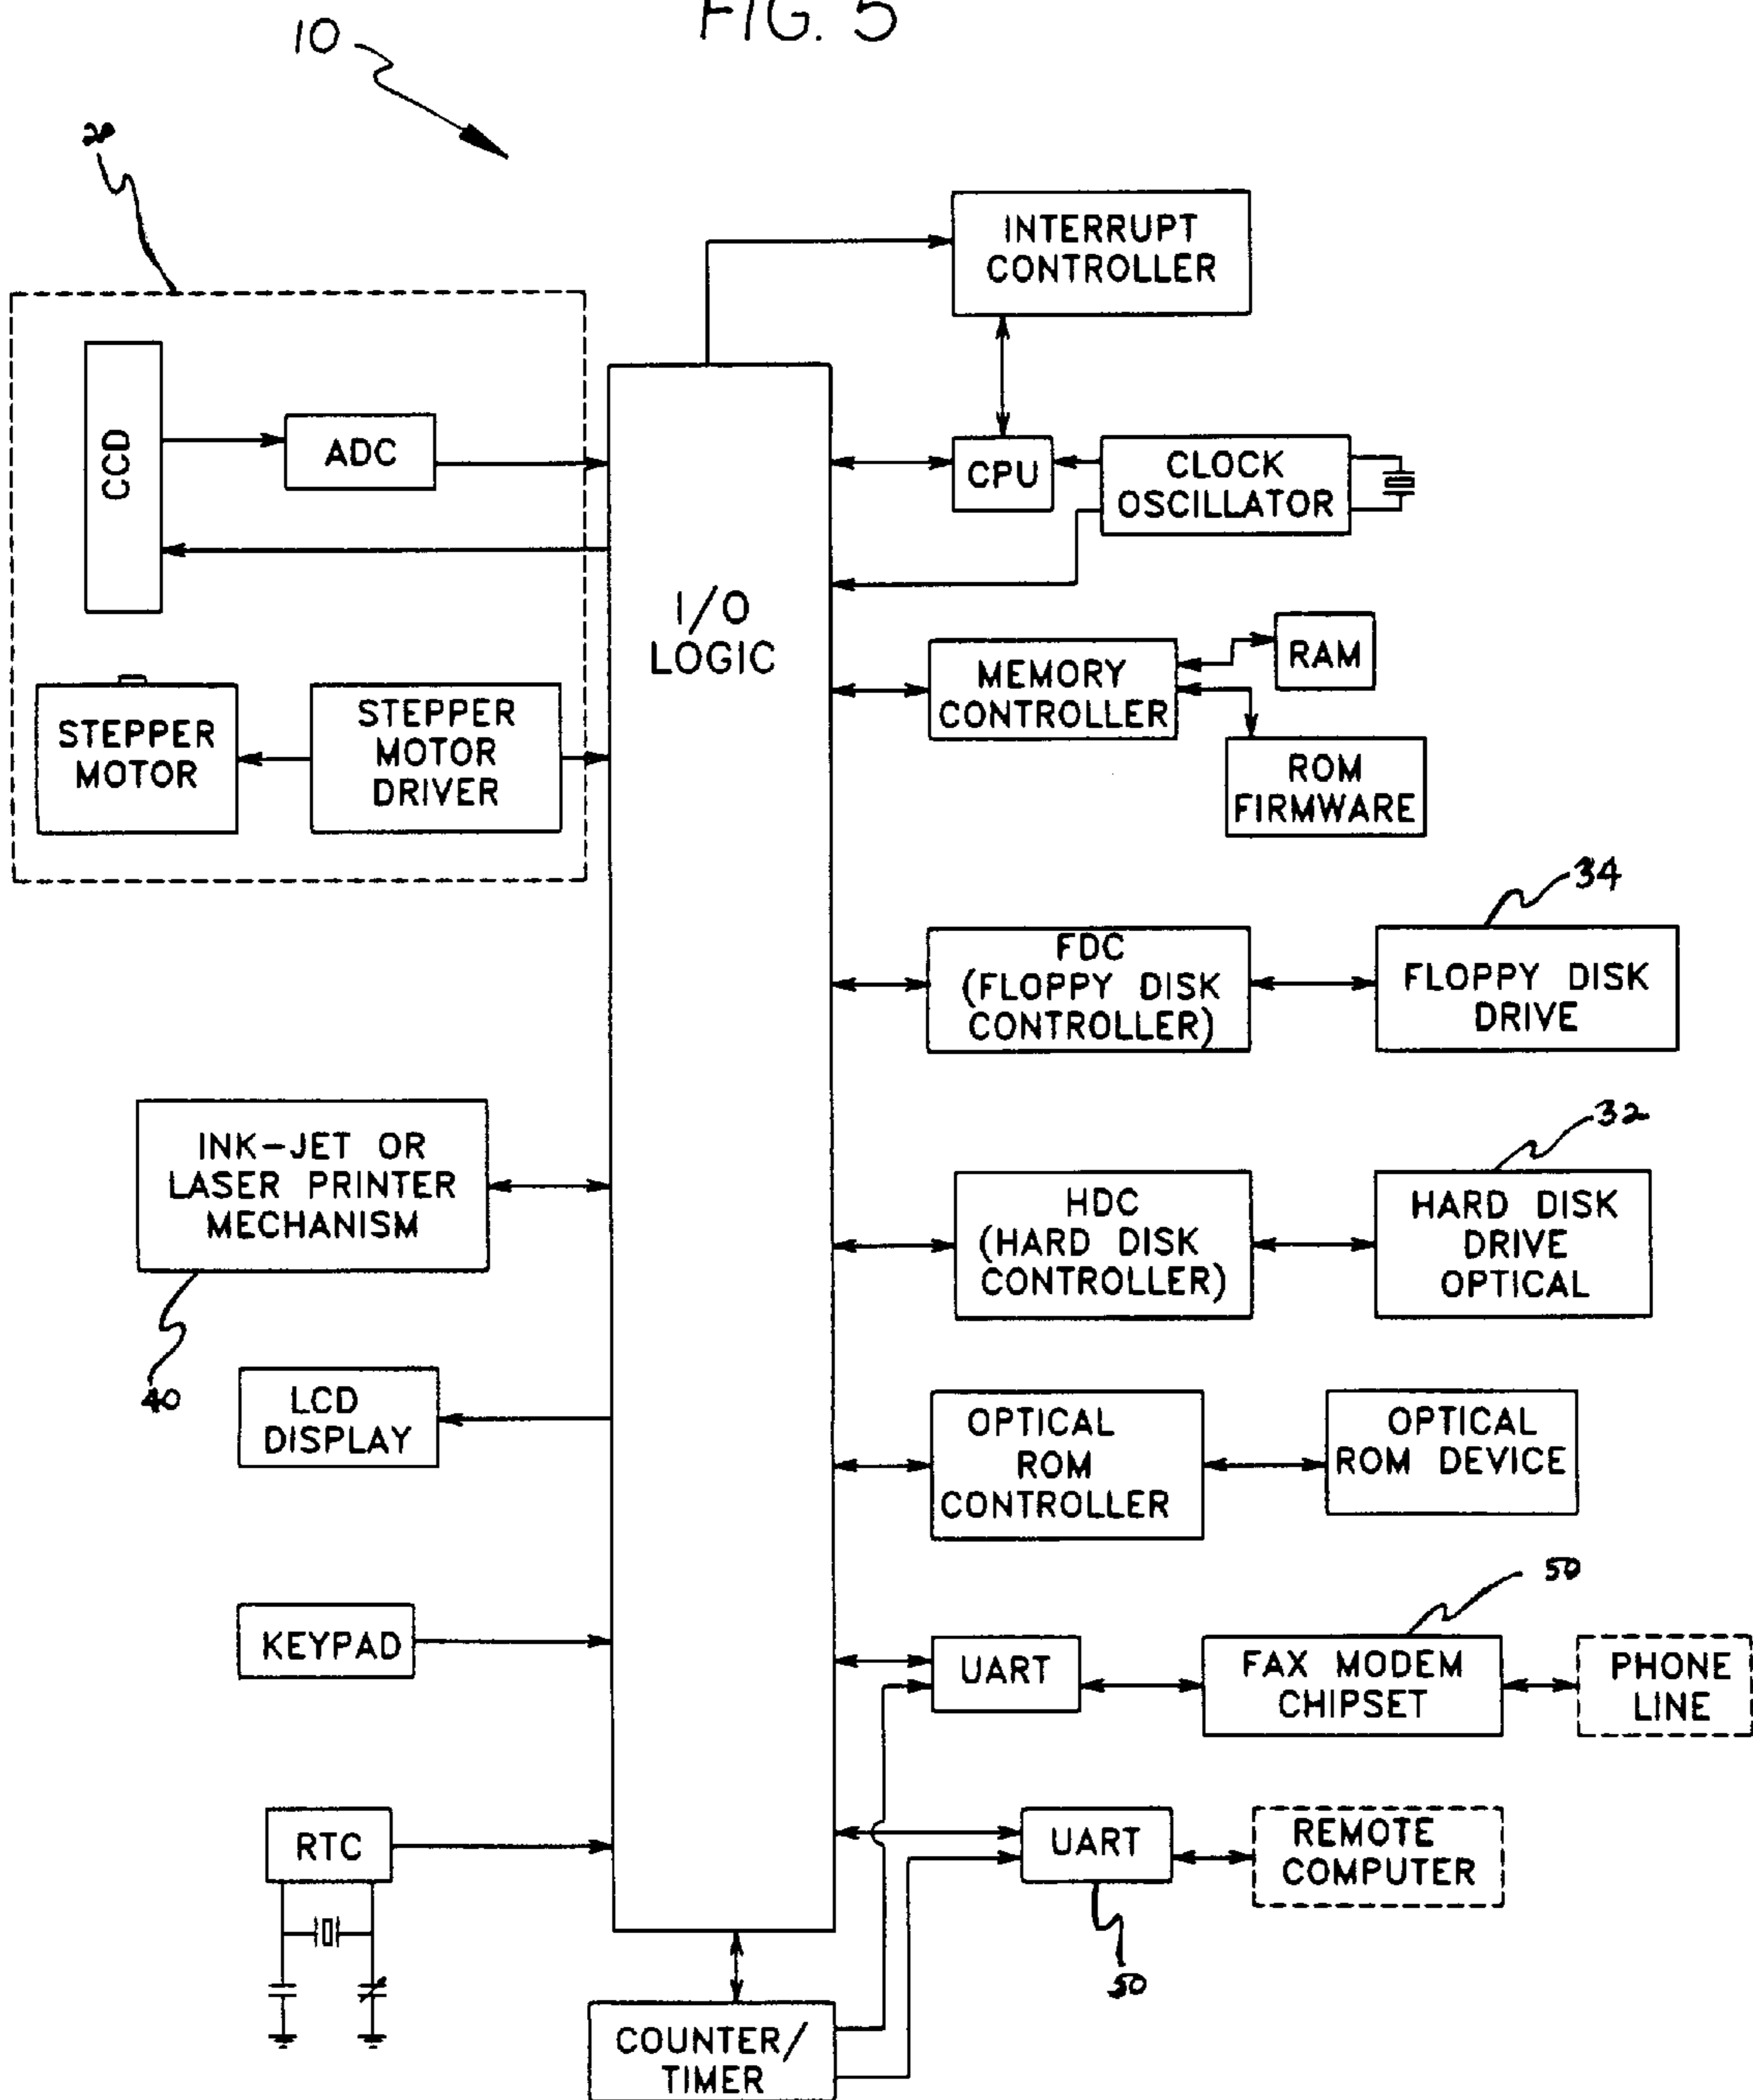 FIG. 5
10
INTERRUPT
CONTROLLER
CCD
ADC
CPU
CLOCK
OSCILLATOR
I/O
LOGIC
STEPPER
MOTOR
STEPPER
MOTOR
DRIVER
MEMORY
CONTROLLER
RAM
ROM
FIRMWARE
34
FDC
(FLOPPY DISK
CONTROLLER)
FLOPPY DISK
DRIVE
INK-JET OR
LASER PRINTER
MECHANISM
40
32
HDC
(HARD DISK
CONTROLLER)
HARD DISK
DRIVE
OPTICAL
LCD
DISPLAY
OPTICAL
ROM
CONTROLLER
OPTICAL
ROM DEVICE
KEYPAD
50
UART
FAX MODEM
CHIPSET
PHONE
LINE
RTC
UART
REMOTE
COMPUTER
50
COUNTER/
TIMER